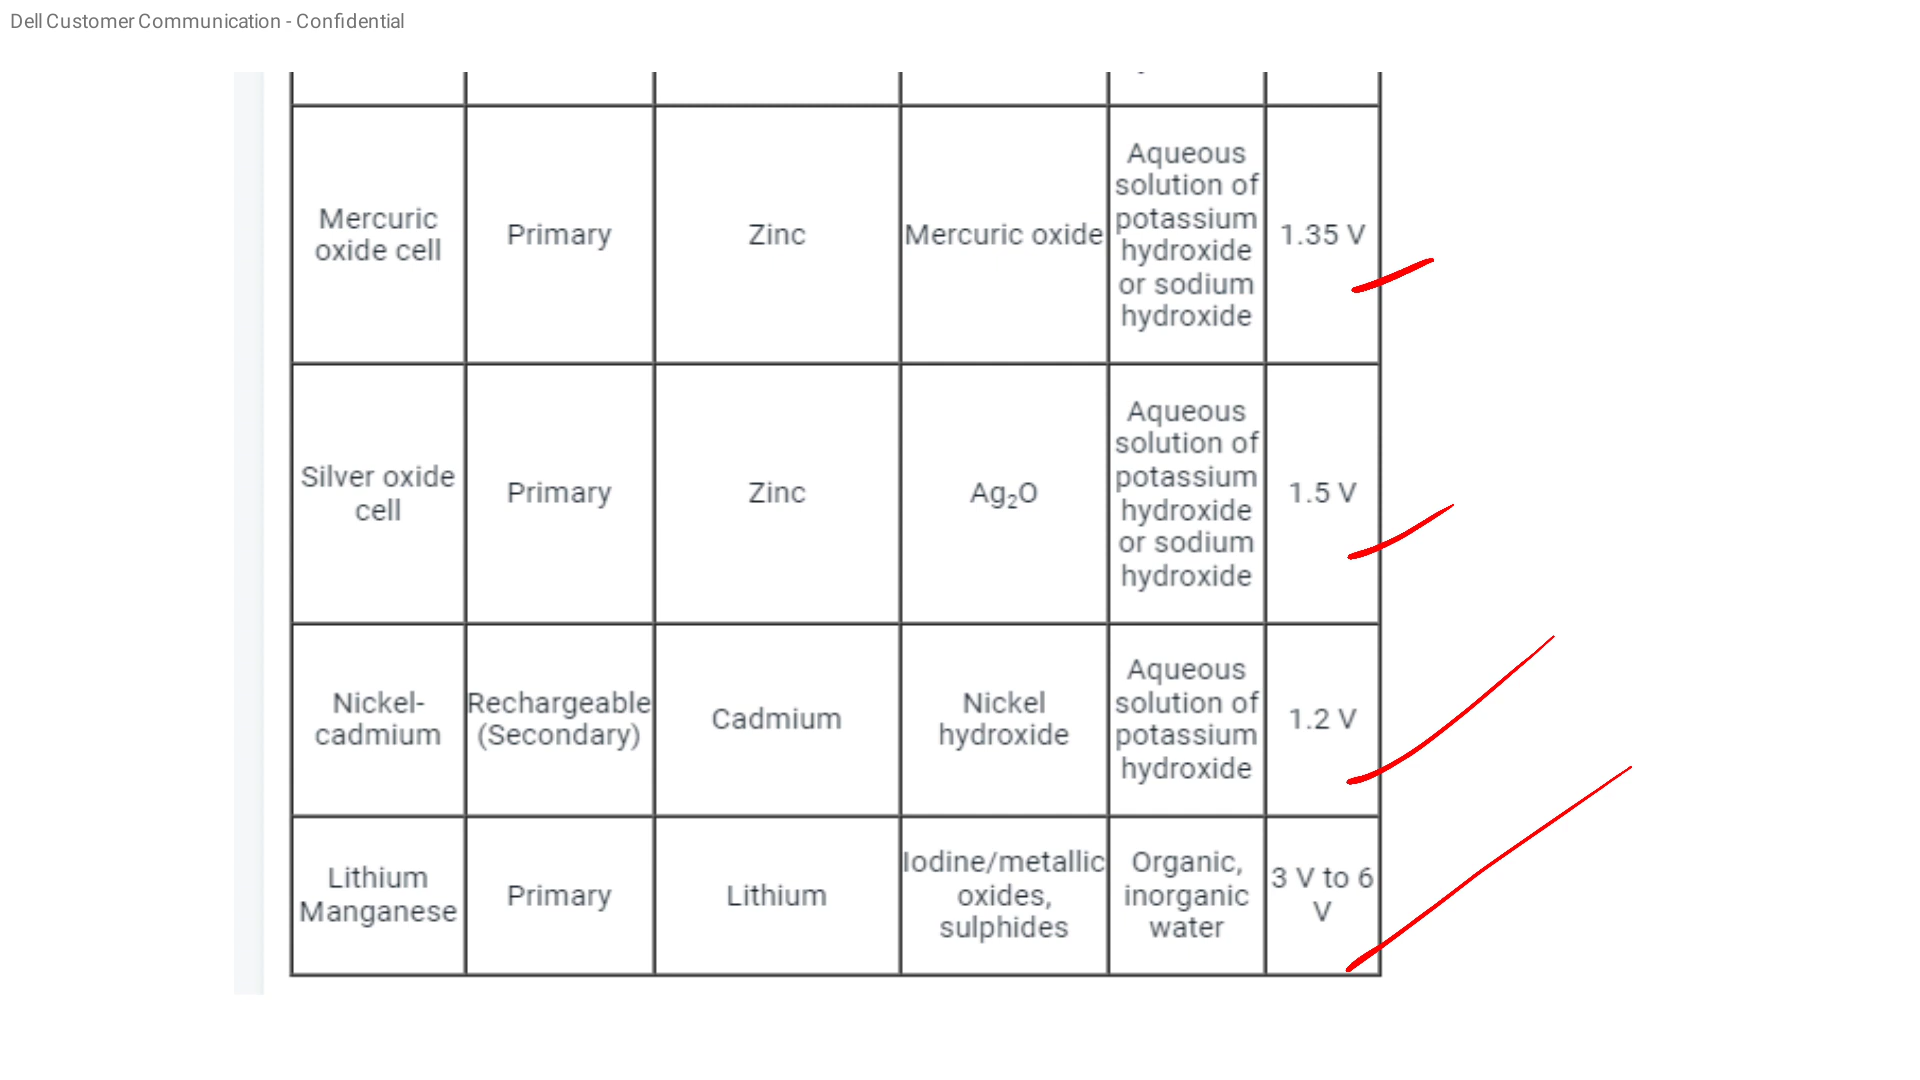 Dell Customer Communication - Confidential
Mercuric
oxide cell
Primary
Zinc
Mercuric oxide
Aqueous
solution of
potassium
hydroxide
or sodium
hydroxide
1.35 V
Silver oxide
cell
Primary
Zinc
Ag₂O
Aqueous
solution of
potassium
hydroxide
or sodium
hydroxide
1.5 V
Nickel-
cadmium
Rechargeable
(Secondary)
Cadmium
Nickel
hydroxide
Aqueous
solution of
potassium
hydroxide
1.2 V
Lithium
Manganese
Primary
Lithium
Iodine/metallic
oxides,
sulphides
Organic,
inorganic
water
3 V to 6
V